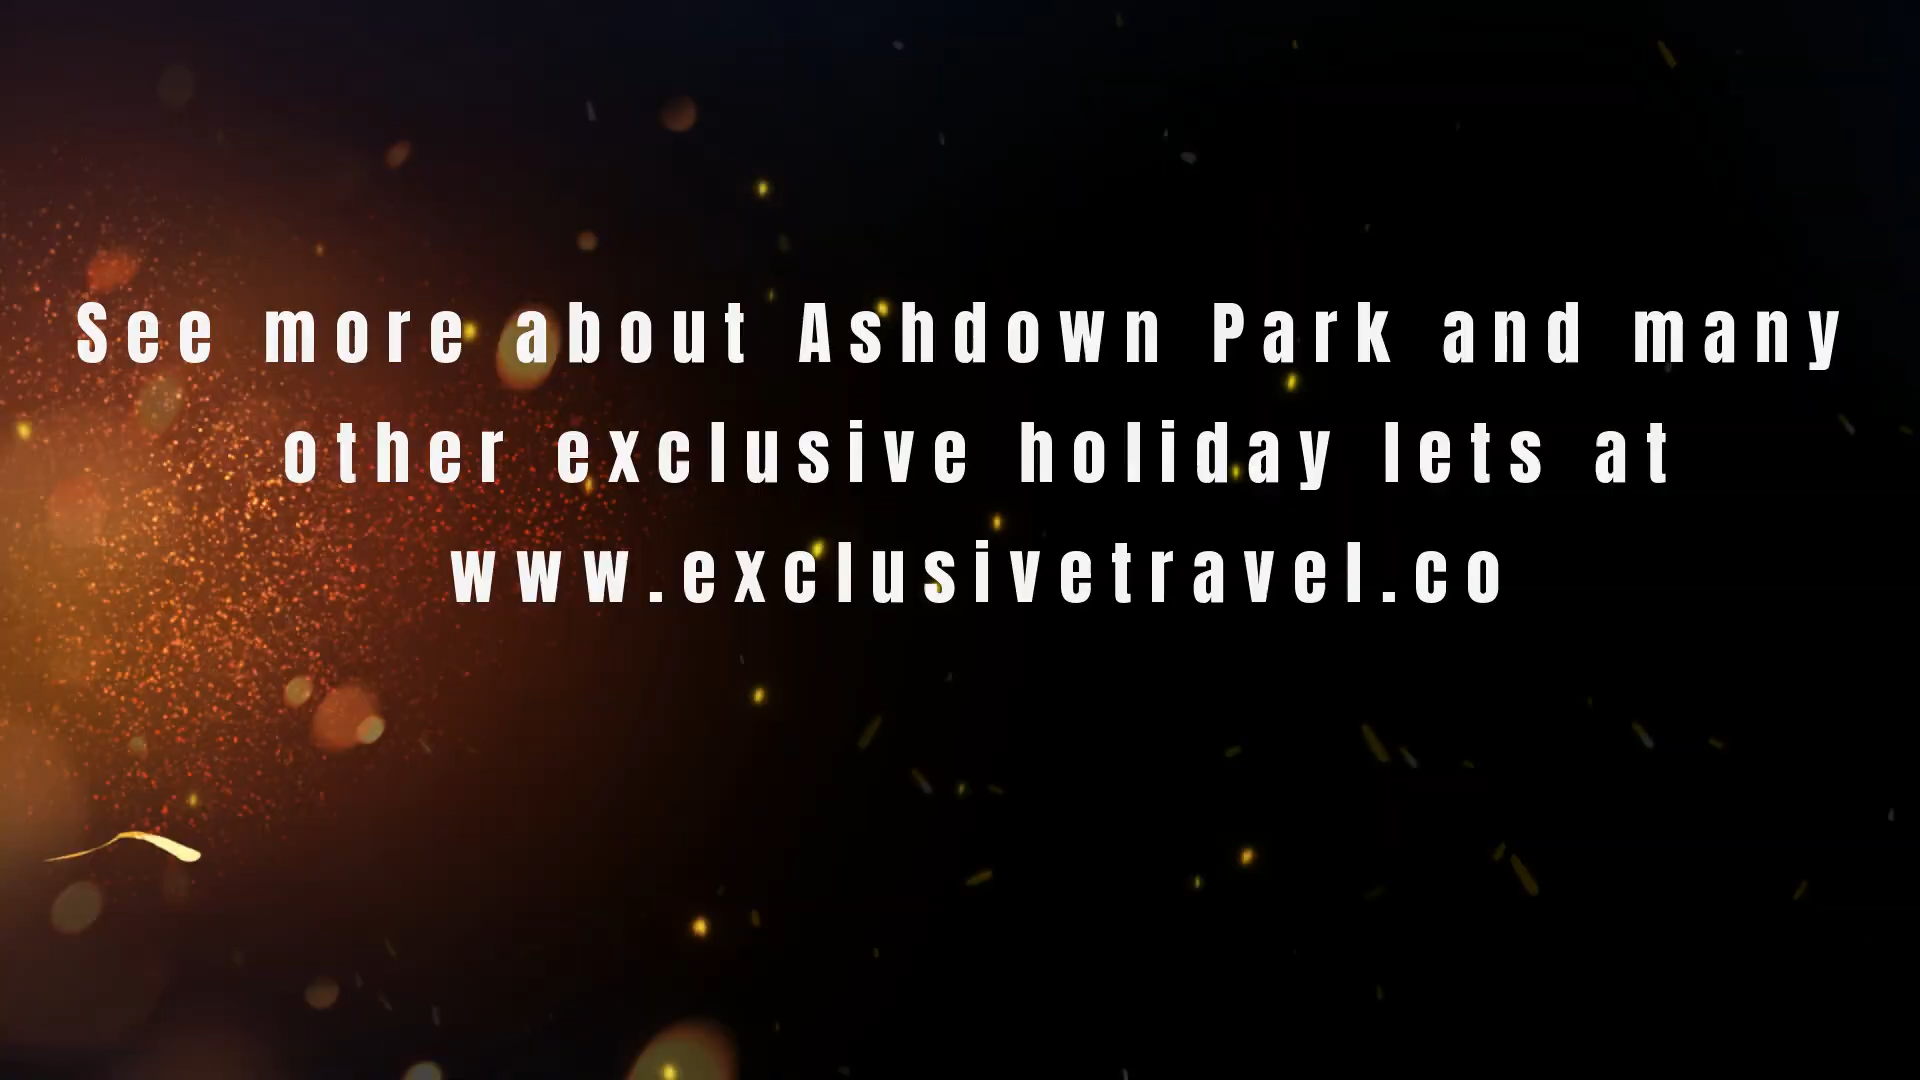 See more about Ashdown Park and many
other exclusive holiday lets at
www.exclusivetravel.co